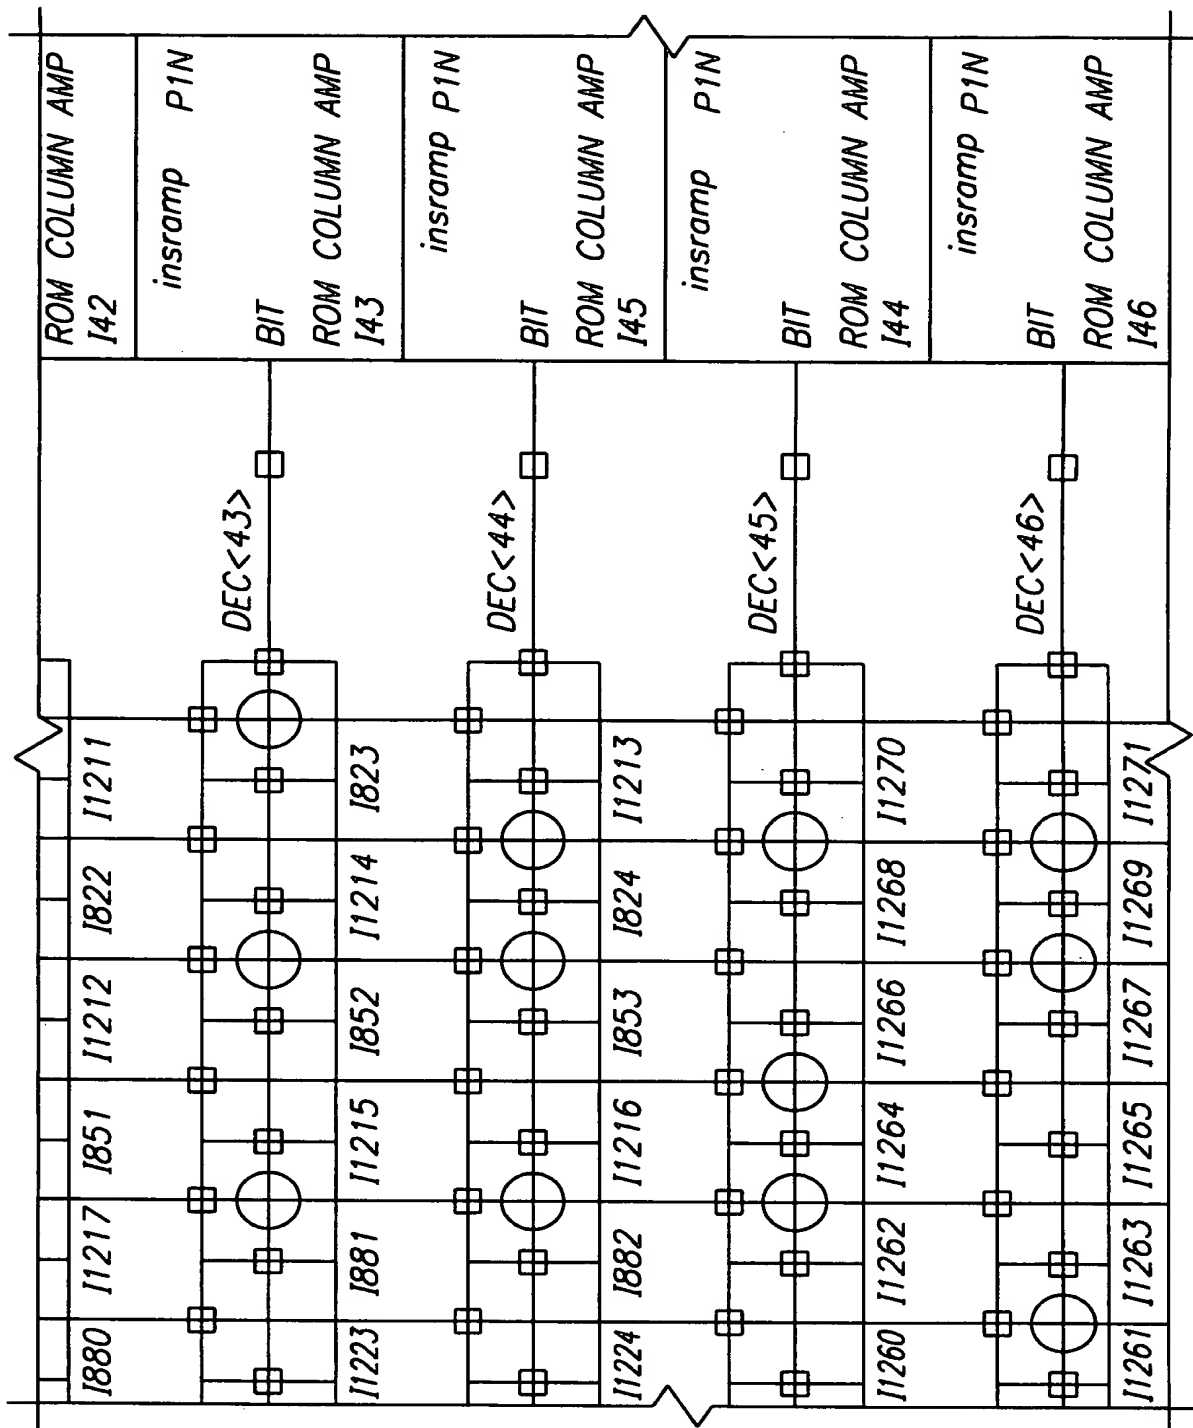 ROM COLUMN AMP
I42
insramp P1N
BIT
ROM COLUMN AMP
I43
insramp P1N
BIT
ROM COLUMN AMP
I45
insramp P1N
BIT
ROM COLUMN AMP
I44
insramp P1N
BIT
ROM COLUMN AMP
I46
DEC<43>
DEC<44>
DEC<45>
DEC<46>
I880 I1217 I851 I1212 I822 I1211
I1223 I881 I1215 I852 I1214 I823
I1224 I882 I1216 I853 I824 I1213
I1260 I1262 I1264 I1266 I1268 I1270
I1261 I1263 I1265 I1267 I1269 I1271